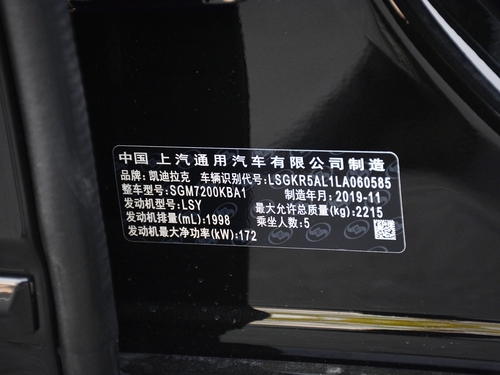 中国 上汽通用汽车有限公司制造
品牌:凯迪拉克 车辆识别代号:LSGKR5AL1LA060585
整车型号:SGM7200KBA1 制造年月:2019-11
发动机型号:LSY 最大允许总质量(kg):2215
发动机排量(mL):1998 乘坐人数:5
发动机最大净功率(kW):172